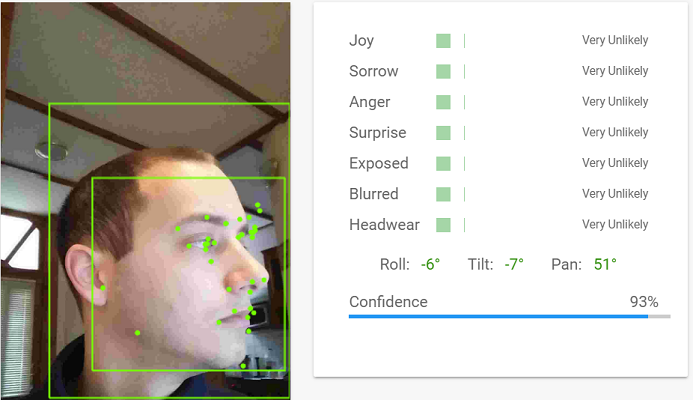 Joy Very Unlikely
Sorrow Very Unlikely
Anger Very Unlikely
Surprise Very Unlikely
Exposed Very Unlikely
Blurred Very Unlikely
Headwear Very Unlikely
Roll: -6° Tilt: -7° Pan: 51°
Confidence 93%